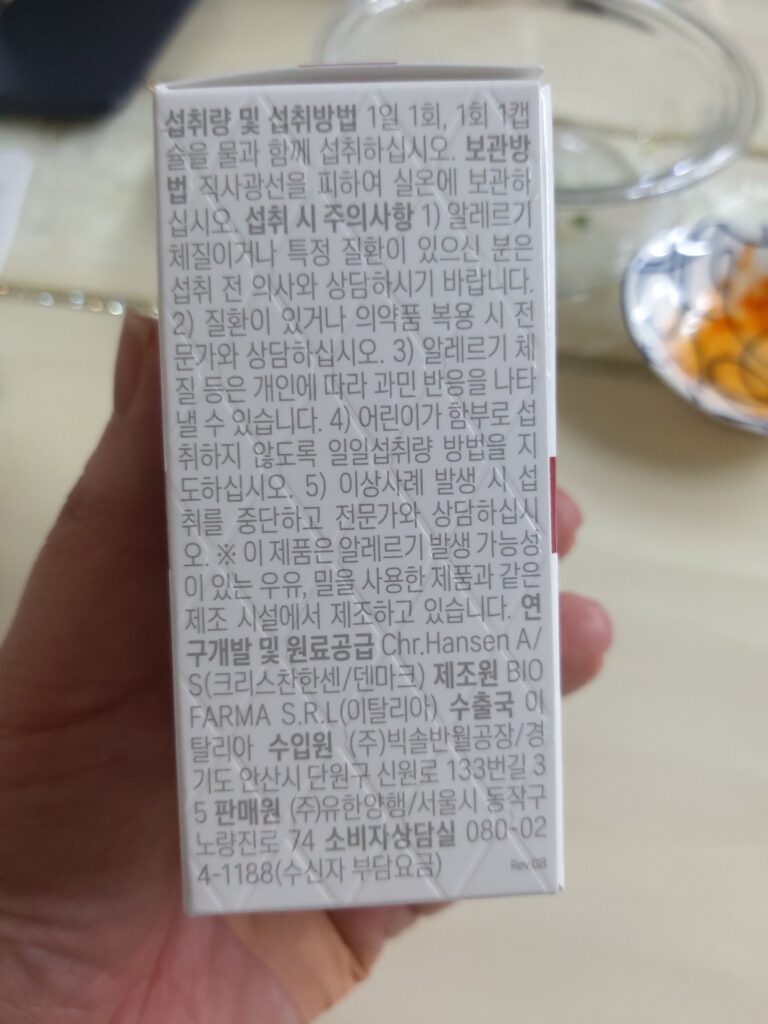 섭취량 및 섭취방법 1일 1회, 1회 1캡
슐을 물과 함께 섭취하십시오. 보관방
법 직사광선을 피하여 실온에 보관하
십시오. 섭취 시 주의사항 1) 알레르기
체질이거나 특정 질환이 있으신 분은
섭취 전 의사와 상담하시기 바랍니다.
2) 질환이 있거나 의약품 복용 시 전
문가와 상담하십시오. 3) 알레르기 체
질 등은 개인에 따라 과민 반응을 나타
낼 수 있습니다. 4) 어린이가 함부로 섭
취하지 않도록 일일섭취량 방법을 지
도하십시오. 5) 이상사례 발생 시 섭
취를 중단하고 전문가와 상담하십시
오. ※ 이 제품은 알레르기 발생 가능성
이 있는 우유, 밀을 사용한 제품과 같은
제조 시설에서 제조하고 있습니다. 연
구개발 및 원료공급 Chr.Hansen A/
S(크리스찬한센/덴마크) 제조원 BIO
FARMA S.R.L(이탈리아) 수출국 이
탈리아 수입원 (주)빅솔반월공장/경
기도 안산시 단원구 신원로 133번길 3
5 판매원 (주)유한양행/서울시 동작구
노량진로 74 소비자상담실 080-02
4-1188(수신자 부담요금)
Rev.08